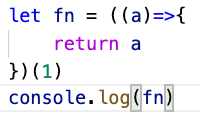 let fn = ((a)=>{
    return a
})(1)
console.log(fn)